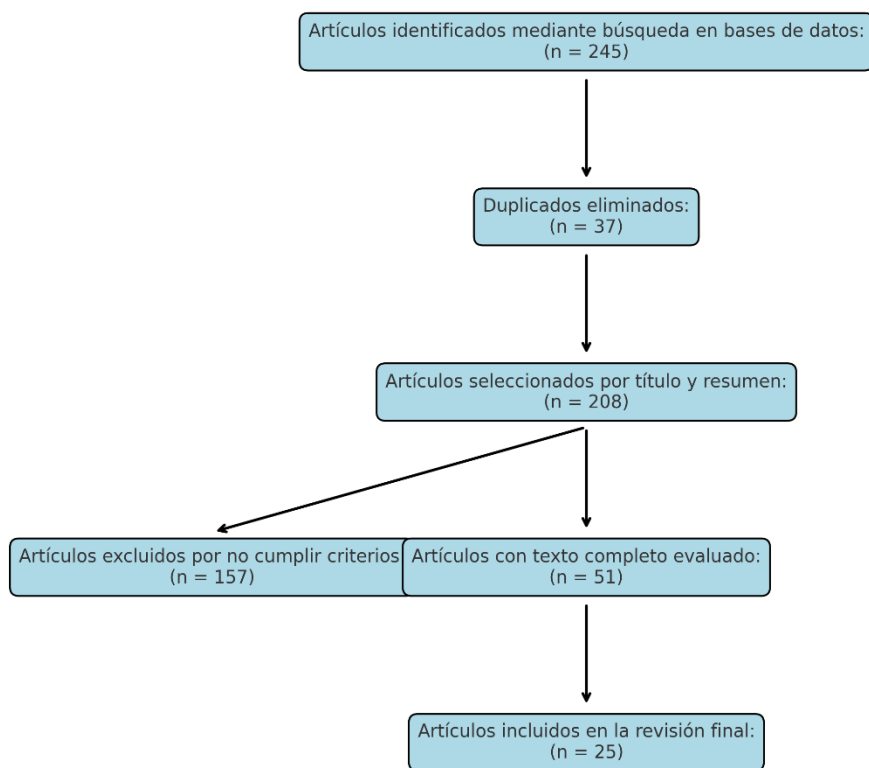 Artículos identificados mediante búsqueda en bases de datos:
(n = 245)
Duplicados eliminados:
(n = 37)
Artículos seleccionados por título y resumen:
(n = 208)
Artículos excluidos por no cumplir criterios
(n = 157)
Artículos con texto completo evaluado:
(n = 51)
Artículos incluidos en la revisión final:
(n = 25)